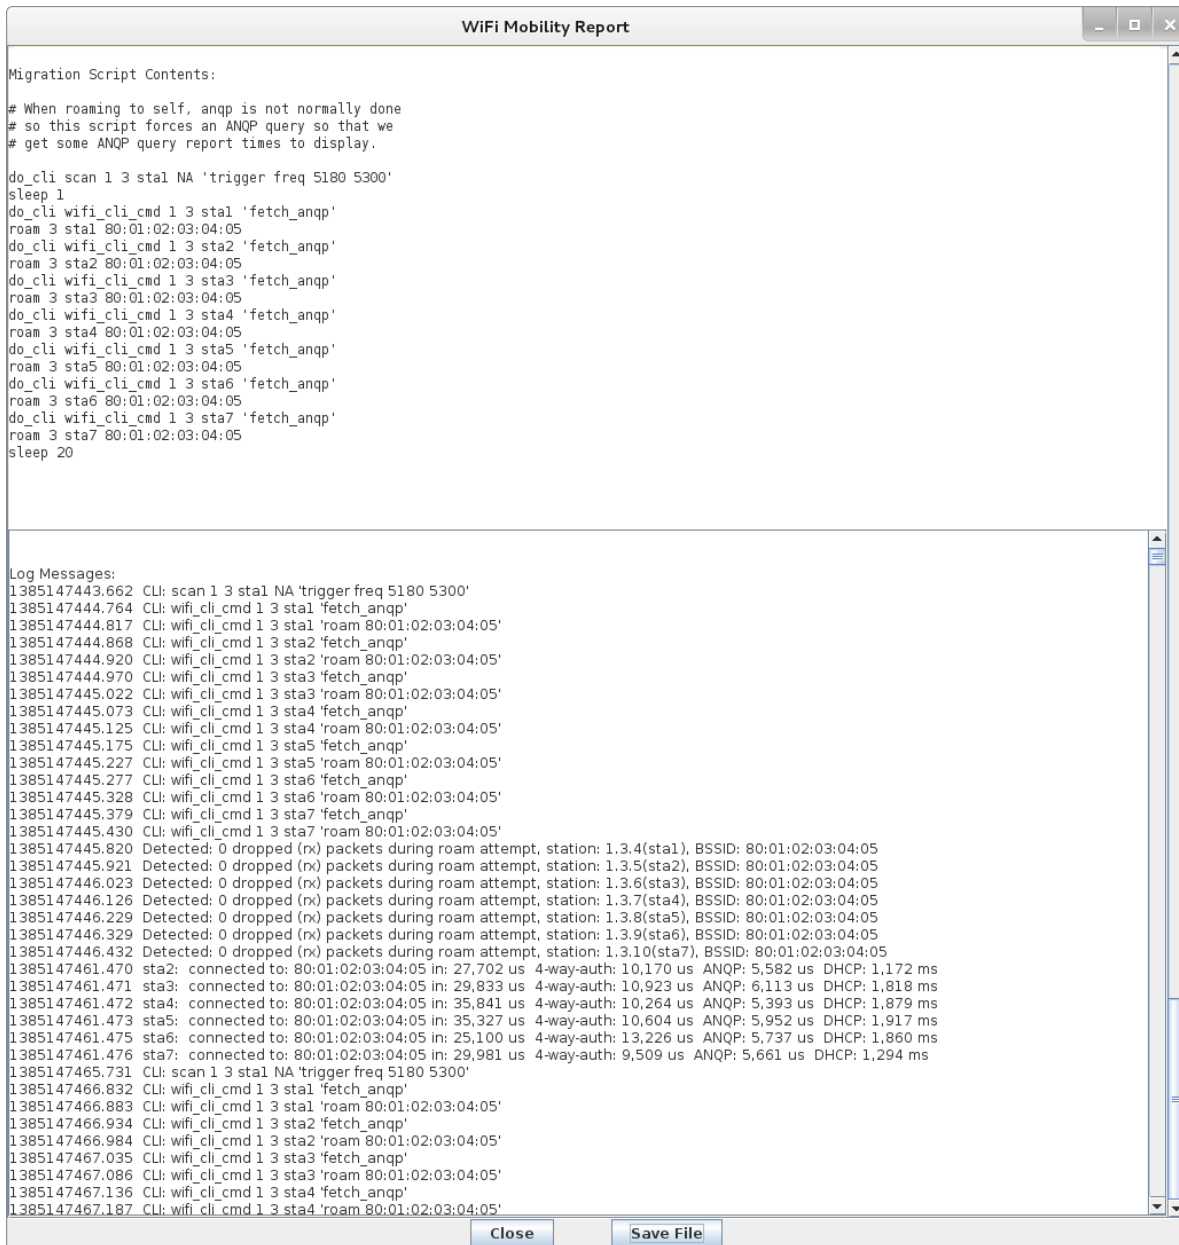 WiFi Mobility Report
Migration Script Contents:
# When roaming to self, anqp is not normally done
# so this script forces an ANQP query so that we
# get some ANQP query report times to display.
do_cli scan 1 3 sta1 NA 'trigger freq 5180 5300'
sleep 1
do_cli wifi_cli_cmd 1 3 sta1 'fetch_anqp'
roam 3 sta1 80:01:02:03:04:05
do_cli wifi_cli_cmd 1 3 sta2 'fetch_anqp'
roam 3 sta2 80:01:02:03:04:05
do_cli wifi_cli_cmd 1 3 sta3 'fetch_anqp'
roam 3 sta3 80:01:02:03:04:05
do_cli wifi_cli_cmd 1 3 sta4 'fetch_anqp'
roam 3 sta4 80:01:02:03:04:05
do_cli wifi_cli_cmd 1 3 sta5 'fetch_anqp'
roam 3 sta5 80:01:02:03:04:05
do_cli wifi_cli_cmd 1 3 sta6 'fetch_anqp'
roam 3 sta6 80:01:02:03:04:05
do_cli wifi_cli_cmd 1 3 sta7 'fetch_anqp'
roam 3 sta7 80:01:02:03:04:05
sleep 20
Log Messages:
1385147443.662 CLI: scan 1 3 sta1 NA 'trigger freq 5180 5300'
1385147444.764 CLI: wifi_cli_cmd 1 3 sta1 'fetch_anqp'
1385147444.817 CLI: wifi_cli_cmd 1 3 sta1 'roam 80:01:02:03:04:05'
1385147444.868 CLI: wifi_cli_cmd 1 3 sta2 'fetch_anqp'
1385147444.920 CLI: wifi_cli_cmd 1 3 sta2 'roam 80:01:02:03:04:05'
1385147444.970 CLI: wifi_cli_cmd 1 3 sta3 'fetch_anqp'
1385147445.022 CLI: wifi_cli_cmd 1 3 sta3 'roam 80:01:02:03:04:05'
1385147445.073 CLI: wifi_cli_cmd 1 3 sta4 'fetch_anqp'
1385147445.125 CLI: wifi_cli_cmd 1 3 sta4 'roam 80:01:02:03:04:05'
1385147445.175 CLI: wifi_cli_cmd 1 3 sta5 'fetch_anqp'
1385147445.227 CLI: wifi_cli_cmd 1 3 sta5 'roam 80:01:02:03:04:05'
1385147445.277 CLI: wifi_cli_cmd 1 3 sta6 'fetch_anqp'
1385147445.328 CLI: wifi_cli_cmd 1 3 sta6 'roam 80:01:02:03:04:05'
1385147445.379 CLI: wifi_cli_cmd 1 3 sta7 'fetch_anqp'
1385147445.430 CLI: wifi_cli_cmd 1 3 sta7 'roam 80:01:02:03:04:05'
1385147445.820 Detected: 0 dropped (rx) packets during roam attempt, station: 1.3.4(sta1), BSSID: 80:01:02:03:04:05
1385147445.921 Detected: 0 dropped (rx) packets during roam attempt, station: 1.3.5(sta2), BSSID: 80:01:02:03:04:05
1385147446.023 Detected: 0 dropped (rx) packets during roam attempt, station: 1.3.6(sta3), BSSID: 80:01:02:03:04:05
1385147446.126 Detected: 0 dropped (rx) packets during roam attempt, station: 1.3.7(sta4), BSSID: 80:01:02:03:04:05
1385147446.229 Detected: 0 dropped (rx) packets during roam attempt, station: 1.3.8(sta5), BSSID: 80:01:02:03:04:05
1385147446.329 Detected: 0 dropped (rx) packets during roam attempt, station: 1.3.9(sta6), BSSID: 80:01:02:03:04:05
1385147446.432 Detected: 0 dropped (rx) packets during roam attempt, station: 1.3.10(sta7), BSSID: 80:01:02:03:04:05
1385147461.470 sta2: connected to: 80:01:02:03:04:05 in: 27,702 us 4-way-auth: 10,170 us ANQP: 5,582 us DHCP: 1,172 ms
1385147461.471 sta3: connected to: 80:01:02:03:04:05 in: 29,833 us 4-way-auth: 10,923 us ANQP: 6,113 us DHCP: 1,818 ms
1385147461.472 sta4: connected to: 80:01:02:03:04:05 in: 35,841 us 4-way-auth: 10,264 us ANQP: 5,393 us DHCP: 1,879 ms
1385147461.473 sta5: connected to: 80:01:02:03:04:05 in: 35,327 us 4-way-auth: 10,604 us ANQP: 5,952 us DHCP: 1,917 ms
1385147461.475 sta6: connected to: 80:01:02:03:04:05 in: 25,100 us 4-way-auth: 13,226 us ANQP: 5,737 us DHCP: 1,860 ms
1385147461.476 sta7: connected to: 80:01:02:03:04:05 in: 29,981 us 4-way-auth: 9,509 us ANQP: 5,661 us DHCP: 1,294 ms
1385147465.731 CLI: scan 1 3 sta1 NA 'trigger freq 5180 5300'
1385147466.832 CLI: wifi_cli_cmd 1 3 sta1 'fetch_anqp'
1385147466.883 CLI: wifi_cli_cmd 1 3 sta1 'roam 80:01:02:03:04:05'
1385147466.934 CLI: wifi_cli_cmd 1 3 sta2 'fetch_anqp'
1385147466.984 CLI: wifi_cli_cmd 1 3 sta2 'roam 80:01:02:03:04:05'
1385147467.035 CLI: wifi_cli_cmd 1 3 sta3 'fetch_anqp'
1385147467.086 CLI: wifi_cli_cmd 1 3 sta3 'roam 80:01:02:03:04:05'
1385147467.136 CLI: wifi_cli_cmd 1 3 sta4 'fetch_anqp'
1385147467.187 CLI: wifi_cli_cmd 1 3 sta4 'roam 80:01:02:03:04:05'
Close
Save File